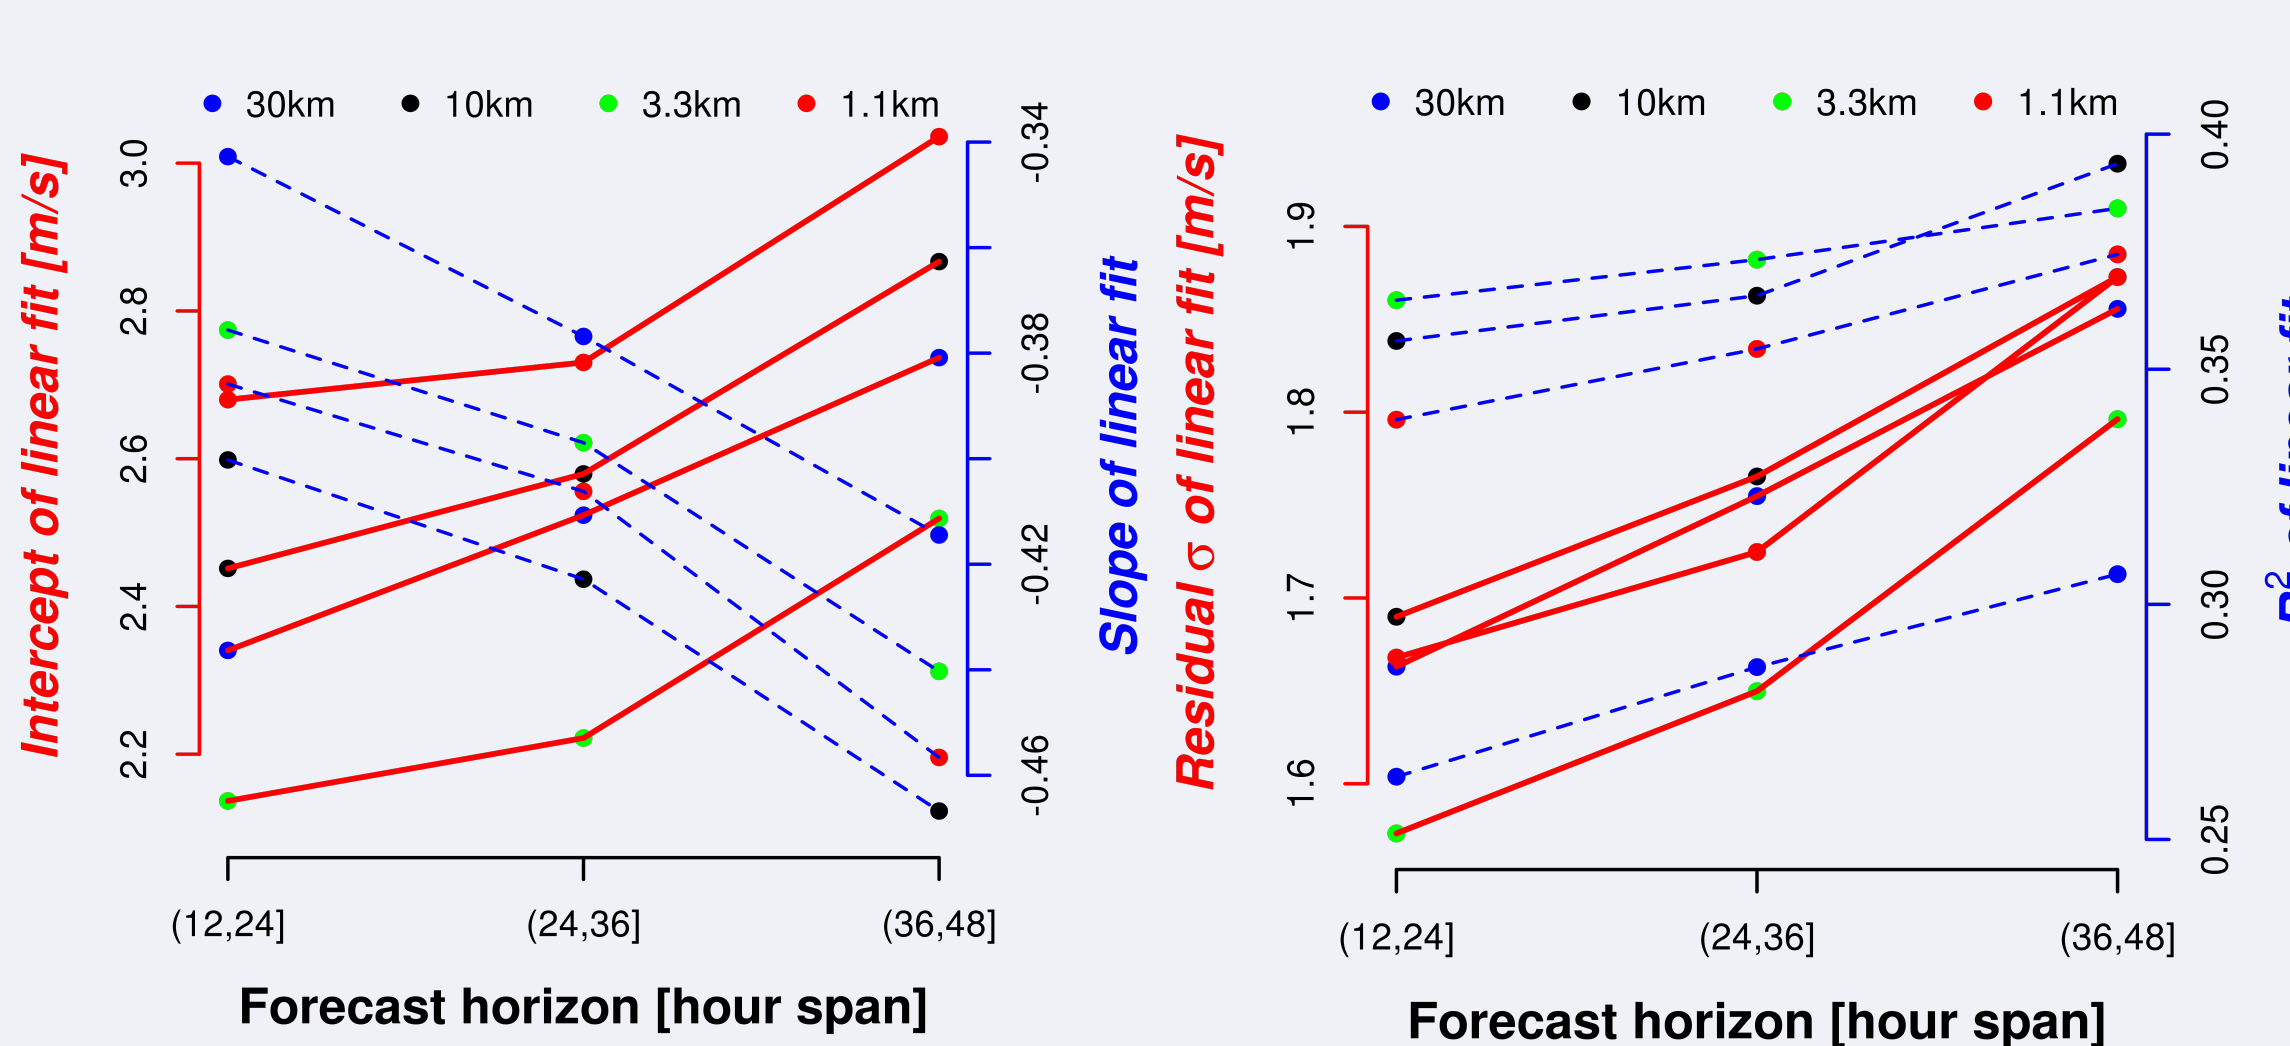 30km 10km 3.3km 1.1km
Intercept of linear fit [m/s]
3.0
2.8
2.6
2.4
2.2
-0.34
-0.38
-0.42
-0.46
Slope of linear fit
(12,24] (24,36] (36,48]
Forecast horizon [hour span]
30km 10km 3.3km 1.1km
Residual σ of linear fit [m/s]
1.9
1.8
1.7
1.6
0.40
0.35
0.30
0.25
R² of linear fit
(12,24] (24,36] (36,48]
Forecast horizon [hour span]